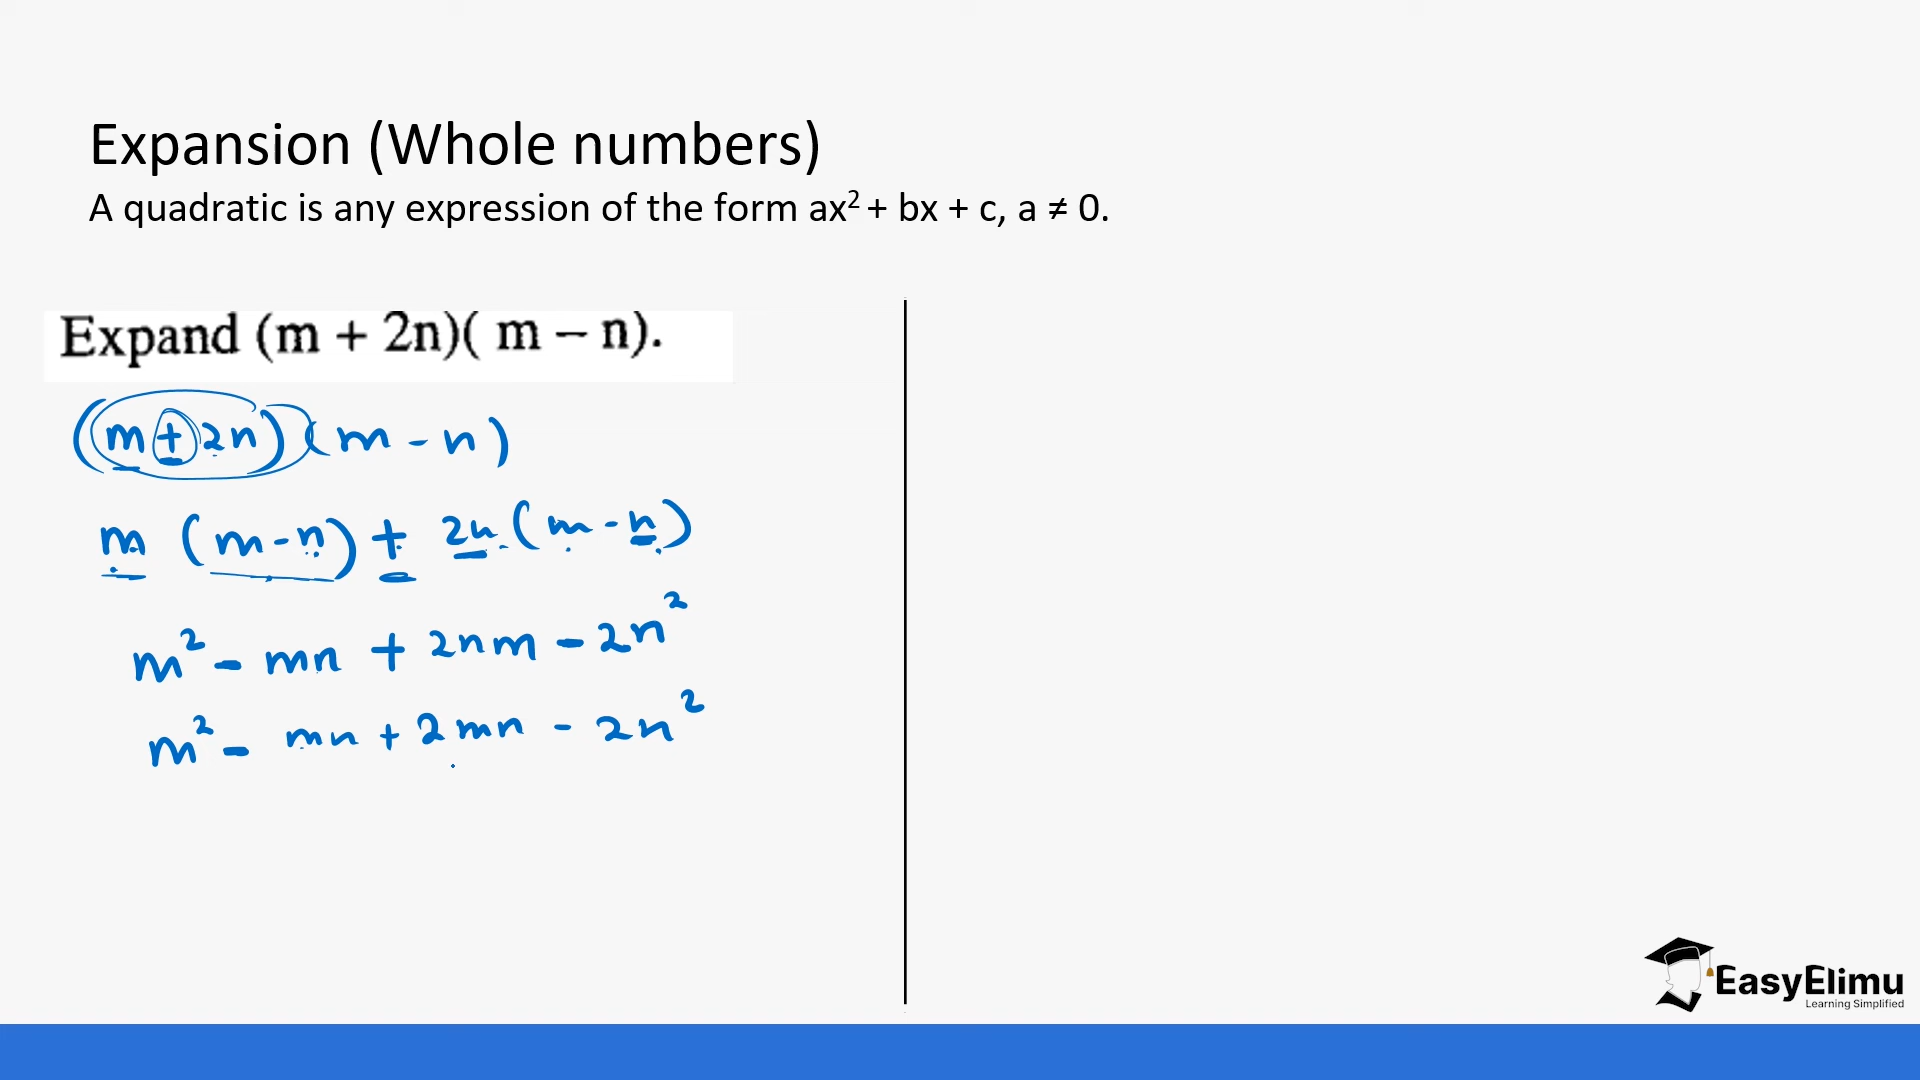 Expansion (Whole numbers)
A quadratic is any expression of the form ax² + bx + c, a ≠ 0.
Expand (m + 2n)( m – n).
(m + 2n)(m - n)
m (m - n) + 2n (m - n)
m² - mn + 2nm - 2n²
m² - mn + 2mn - 2n²
EasyElimu
Learning Simplified